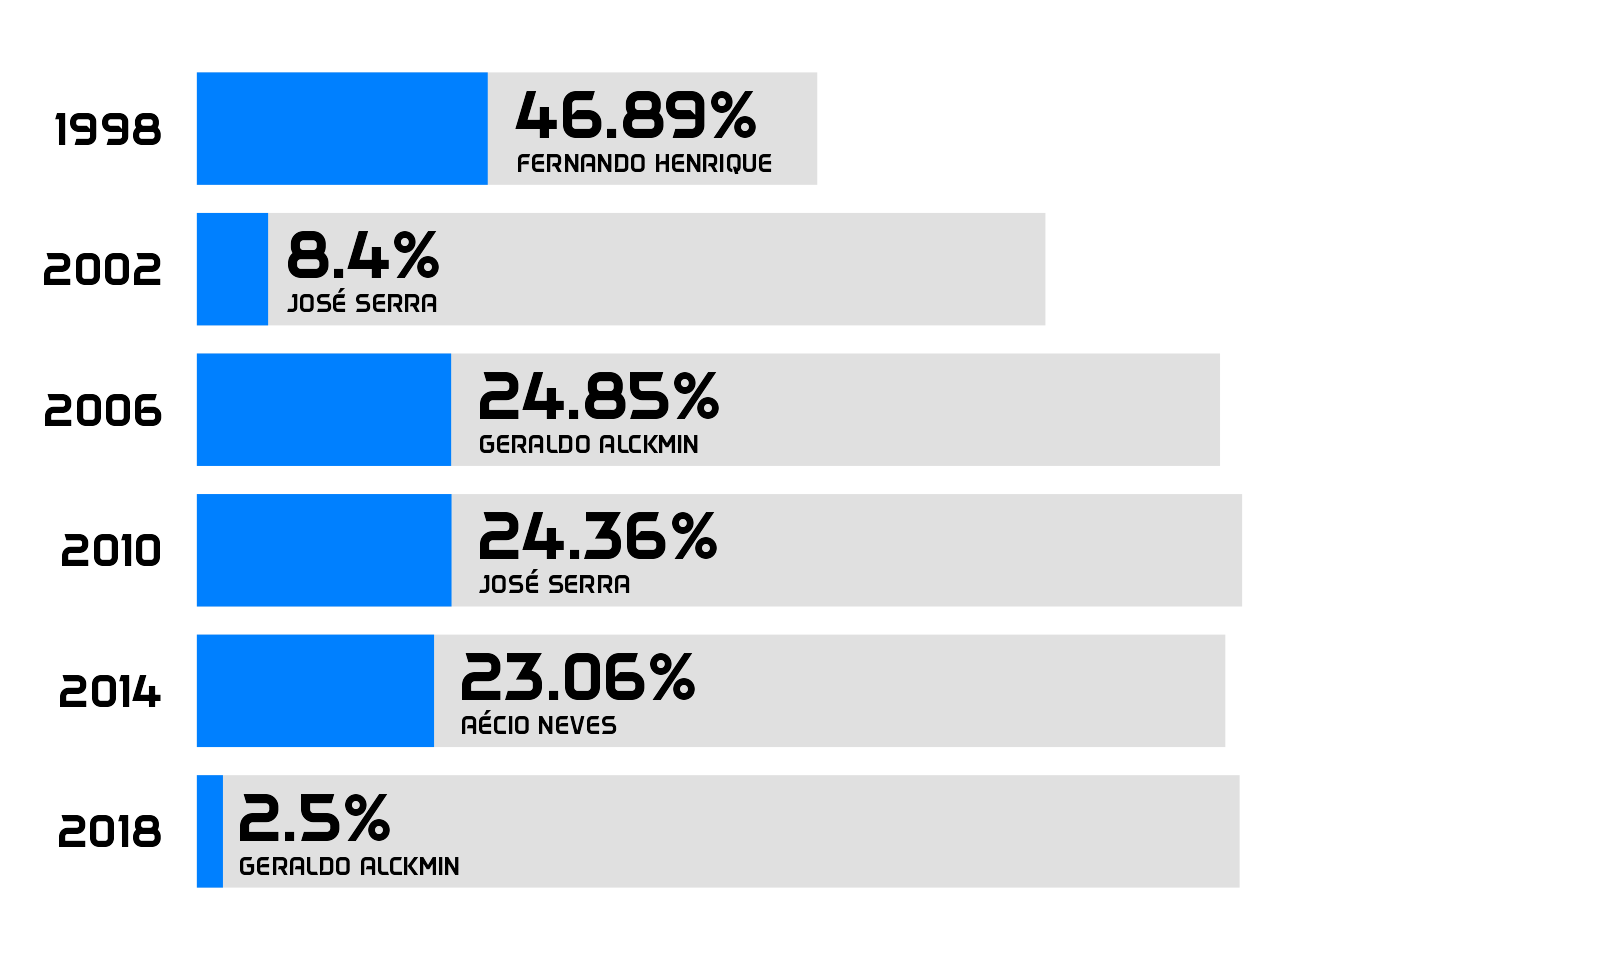 1998
46.89%
FERNANDO HENRIQUE
2002
8.4%
JOSÉ SERRA
2006
24.85%
GERALDO ALCKMIN
2010
24.36%
JOSÉ SERRA
2014
23.06%
AÉCIO NEVES
2018
2.5%
GERALDO ALCKMIN